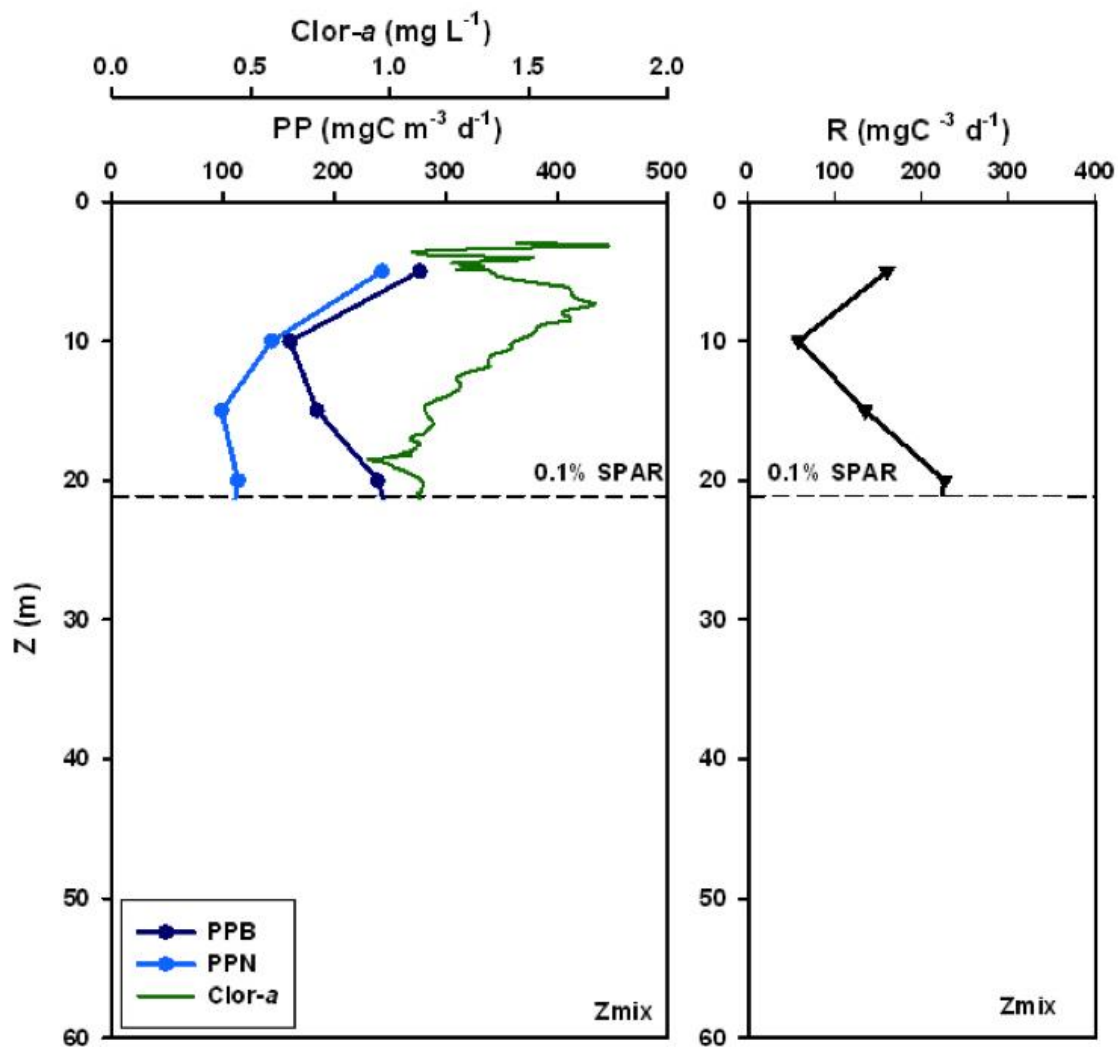 Clor-a (mg L⁻¹)
0.0 0.5 1.0 1.5 2.0
PP (mgC m⁻³ d⁻¹)
0 100 200 300 400 500
R (mgC ⁻³ d⁻¹)
0 100 200 300 400
Z (m)
0
10
20
30
40
50
60
0.1% SPAR
PPB
PPN
Clor-a
Zmix
0
10
20
30
40
50
60
0.1% SPAR
Zmix